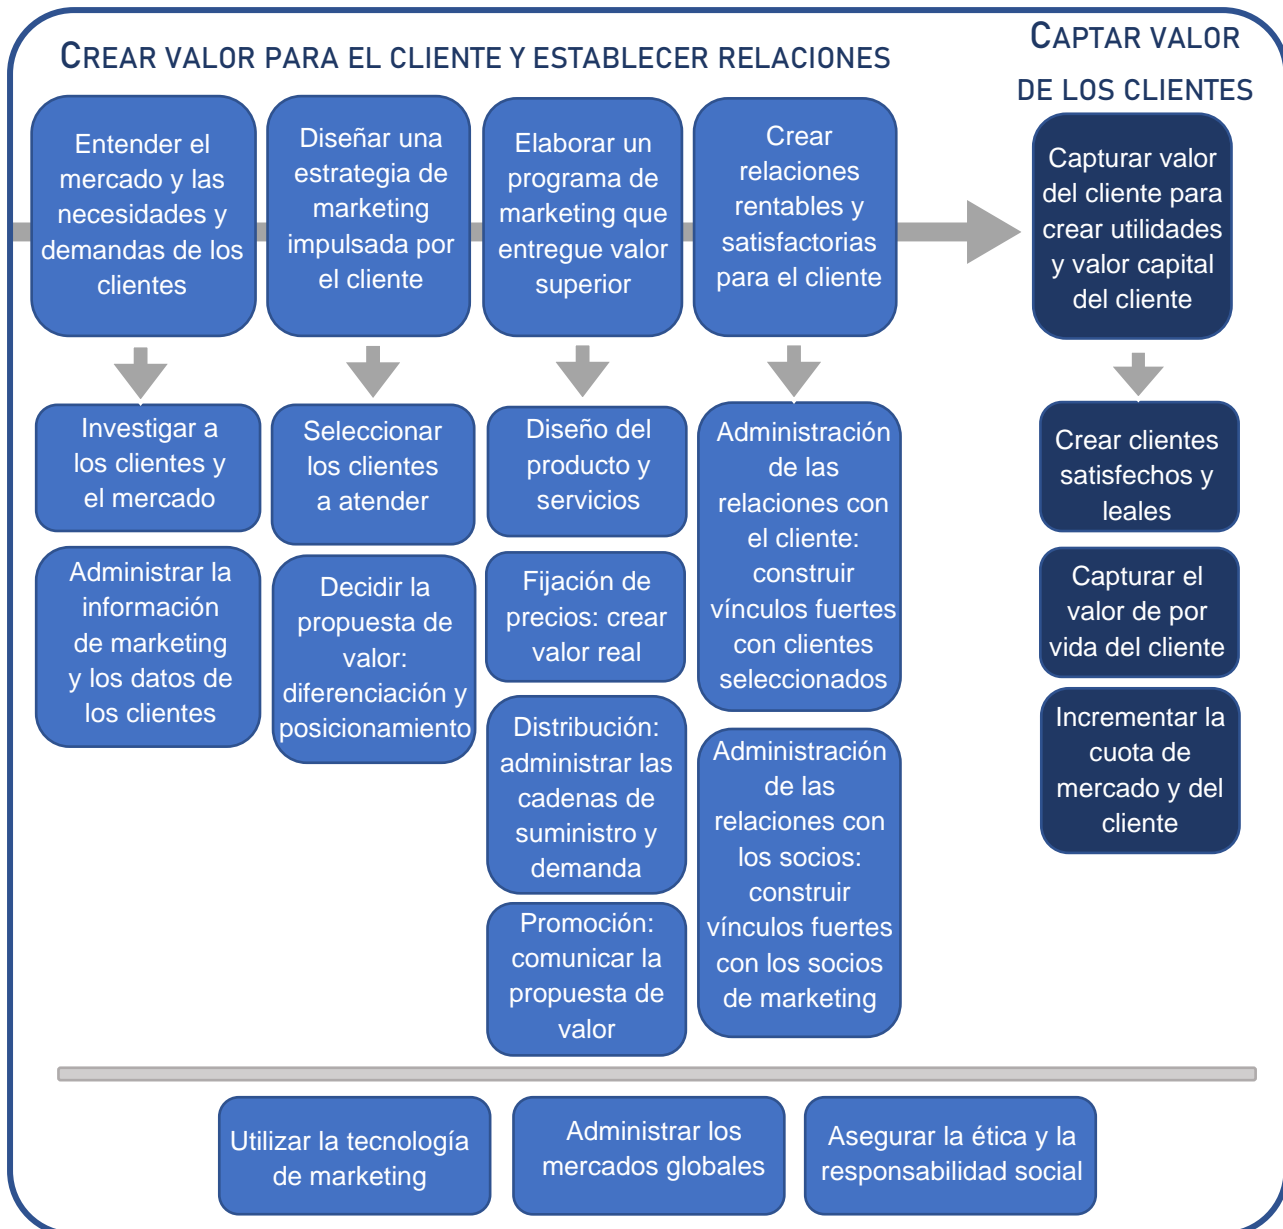 CREAR VALOR PARA EL CLIENTE Y ESTABLECER RELACIONES
CAPTAR VALOR
DE LOS CLIENTES
Entender el
mercado y las
necesidades y
demandas de los
clientes
Diseñar una
estrategia de
marketing
impulsada por
el cliente
Elaborar un
programa de
marketing que
entregue valor
superior
Crear
relaciones
rentables y
satisfactorias
para el cliente
Capturar valor
del cliente para
crear utilidades
y valor capital
del cliente
Investigar a
los clientes y
el mercado
Administrar la
información
de marketing
y los datos de
los clientes
Seleccionar
los clientes
a atender
Decidir la
propuesta de
valor:
diferenciación y
posicionamiento
Diseño del
producto y
servicios
Fijación de
precios: crear
valor real
Distribución:
administrar las
cadenas de
suministro y
demanda
Promoción:
comunicar la
propuesta de
valor
Administración
de las
relaciones con
el cliente:
construir
vínculos fuertes
con clientes
seleccionados
Administración
de las
relaciones con
los socios:
construir
vínculos fuertes
con los socios
de marketing
Crear clientes
satisfechos y
leales
Capturar el
valor de por
vida del cliente
Incrementar la
cuota de
mercado y del
cliente
Utilizar la tecnología
de marketing
Administrar los
mercados globales
Asegurar la ética y la
responsabilidad social